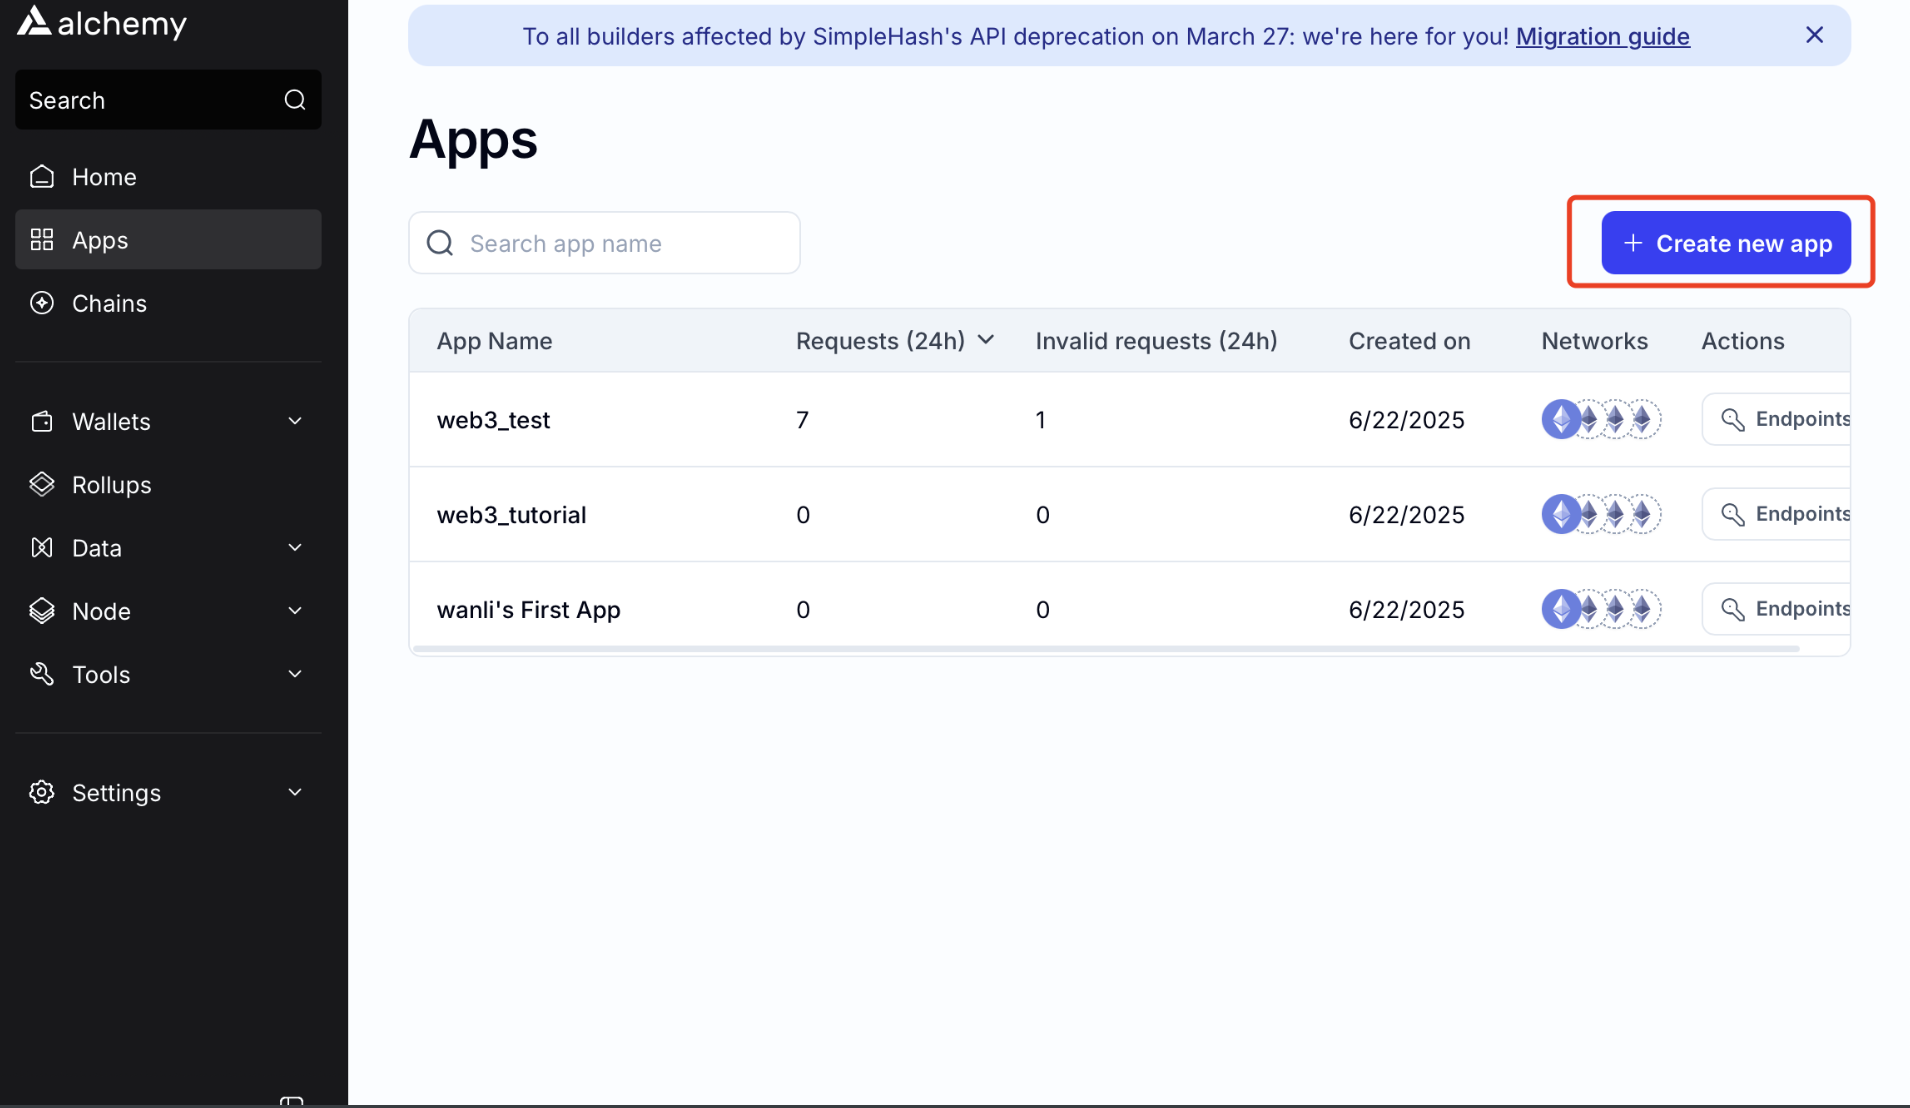 alchemy
Search
Home
Apps
Chains
Wallets
Rollups
Data
Node
Tools
Settings
To all builders affected by SimpleHash's API deprecation on March 27: we're here for you! Migration guide
Apps
Search app name
Create new app
App Name Requests (24h) Invalid requests (24h) Created on Networks Actions
web3_test 7 1 6/22/2025 Endpoints
web3_tutorial 0 0 6/22/2025 Endpoints
wanli's First App 0 0 6/22/2025 Endpoints